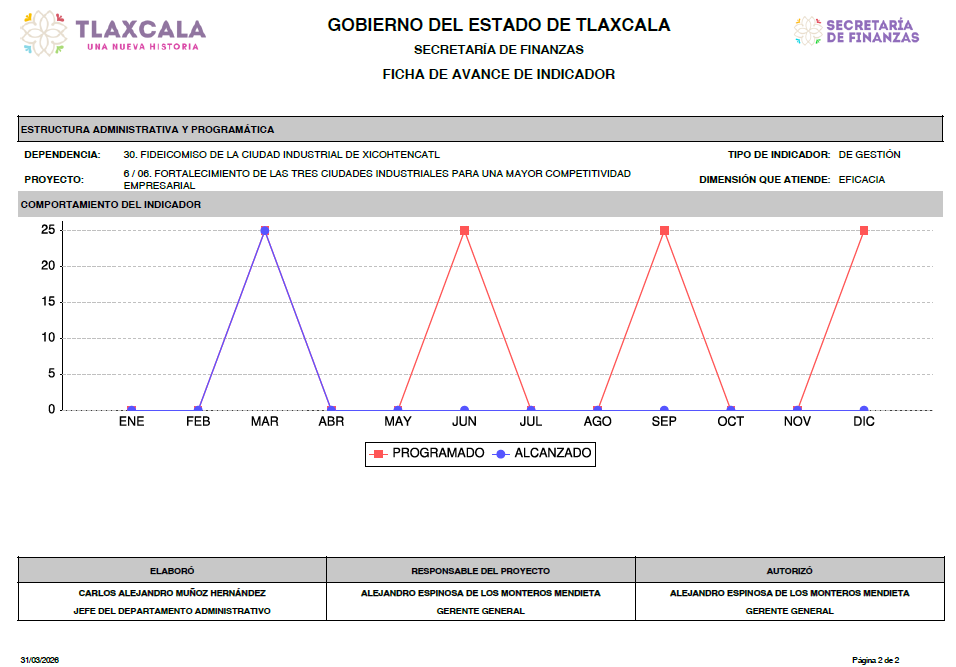 TLAXCALA
UNA NUEVA HISTORIA
GOBIERNO DEL ESTADO DE TLAXCALA
SECRETARÍA DE FINANZAS
FICHA DE AVANCE DE INDICADOR
SECRETARÍA
DE FINANZAS
ESTRUCTURA ADMINISTRATIVA Y PROGRAMÁTICA
DEPENDENCIA: 30. FIDEICOMISO DE LA CIUDAD INDUSTRIAL DE XICOHTENCATL TIPO DE INDICADOR: DE GESTIÓN
PROYECTO: 6 / 06. FORTALECIMIENTO DE LAS TRES CIUDADES INDUSTRIALES PARA UNA MAYOR COMPETITIVIDAD EMPRESARIAL DIMENSIÓN QUE ATIENDE: EFICACIA
COMPORTAMIENTO DEL INDICADOR
25
20
15
10
5
0
ENE FEB MAR ABR MAY JUN JUL AGO SEP OCT NOV DIC
PROGRAMADO ALCANZADO
ELABORÓ RESPONSABLE DEL PROYECTO AUTORIZÓ
CARLOS ALEJANDRO MUÑOZ HERNÁNDEZ ALEJANDRO ESPINOSA DE LOS MONTEROS MENDIETA ALEJANDRO ESPINOSA DE LOS MONTEROS MENDIETA
JEFE DEL DEPARTAMENTO ADMINISTRATIVO GERENTE GENERAL GERENTE GENERAL
31/03/2026 Página 2 de 2